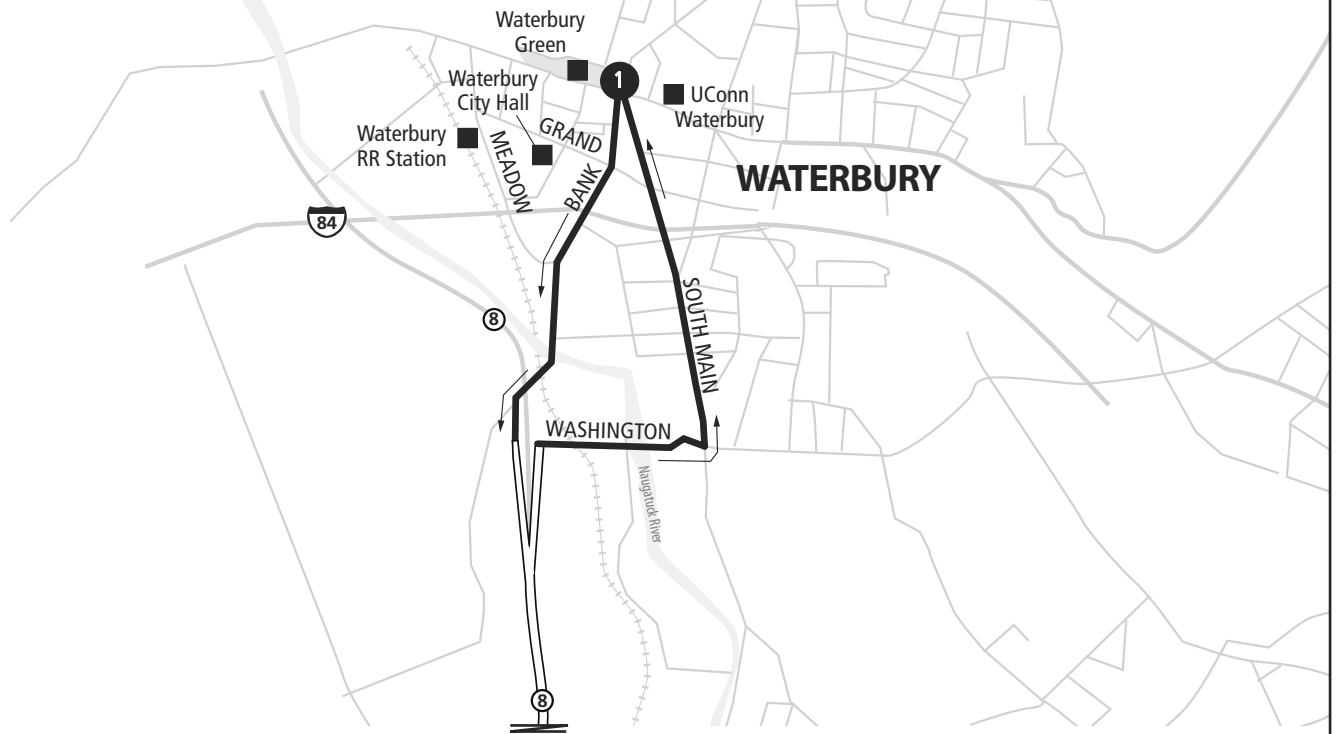 Waterbury
Green
1
Waterbury
City Hall
UConn
Waterbury
Waterbury
RR Station
GRAND
MEADOW
BANK
WATERBURY
84
8
SOUTH MAIN
WASHINGTON
Naugatuck River
8